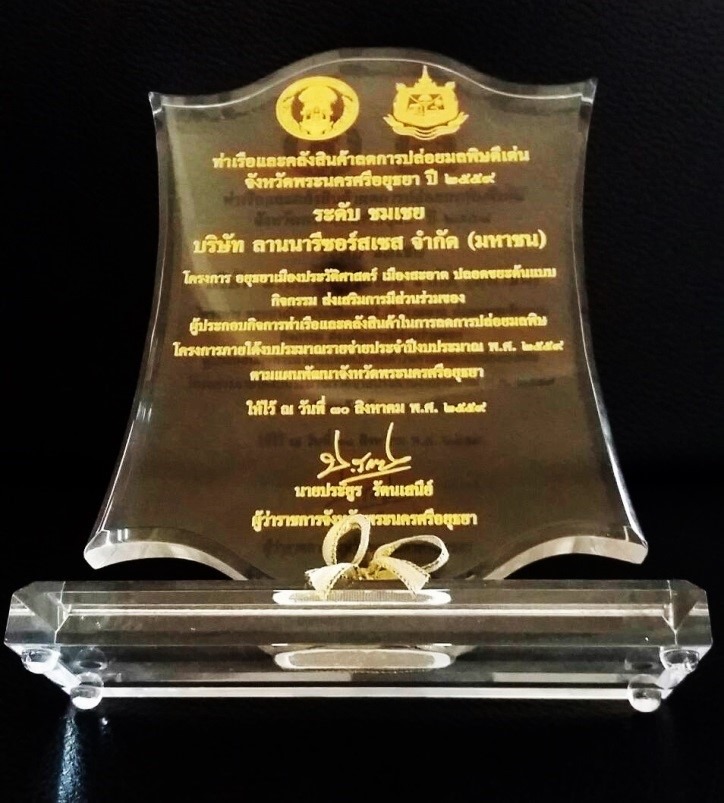 ท่าเรือและคลังสินค้าลดการปล่อยมลพิษดีเด่น
จังหวัดพระนครศรีอยุธยา ปี ๒๕๕๙
ระดับ ชมเชย
บริษัท ลานนารีซอร์สเซส จำกัด (มหาชน)
โครงการ อยุธยาเมืองประวัติศาสตร์ เมืองสะอาด ปลอดขยะต้นแบบ
กิจกรรม ส่งเสริมการมีส่วนร่วมของ
ผู้ประกอบกิจการท่าเรือและคลังสินค้าในการลดการปล่อยมลพิษ
โครงการภายใต้งบประมาณรายจ่ายประจำปีงบประมาณ พ.ศ. ๒๕๕๙
ตามแผนพัฒนาจังหวัดพระนครศรีอยุธยา
ให้ไว้ ณ วันที่ ๓๐ สิงหาคม พ.ศ. ๒๕๕๙
นายประยูร รัตนเสนีย์
ผู้ว่าราชการจังหวัดพระนครศรีอยุธยา